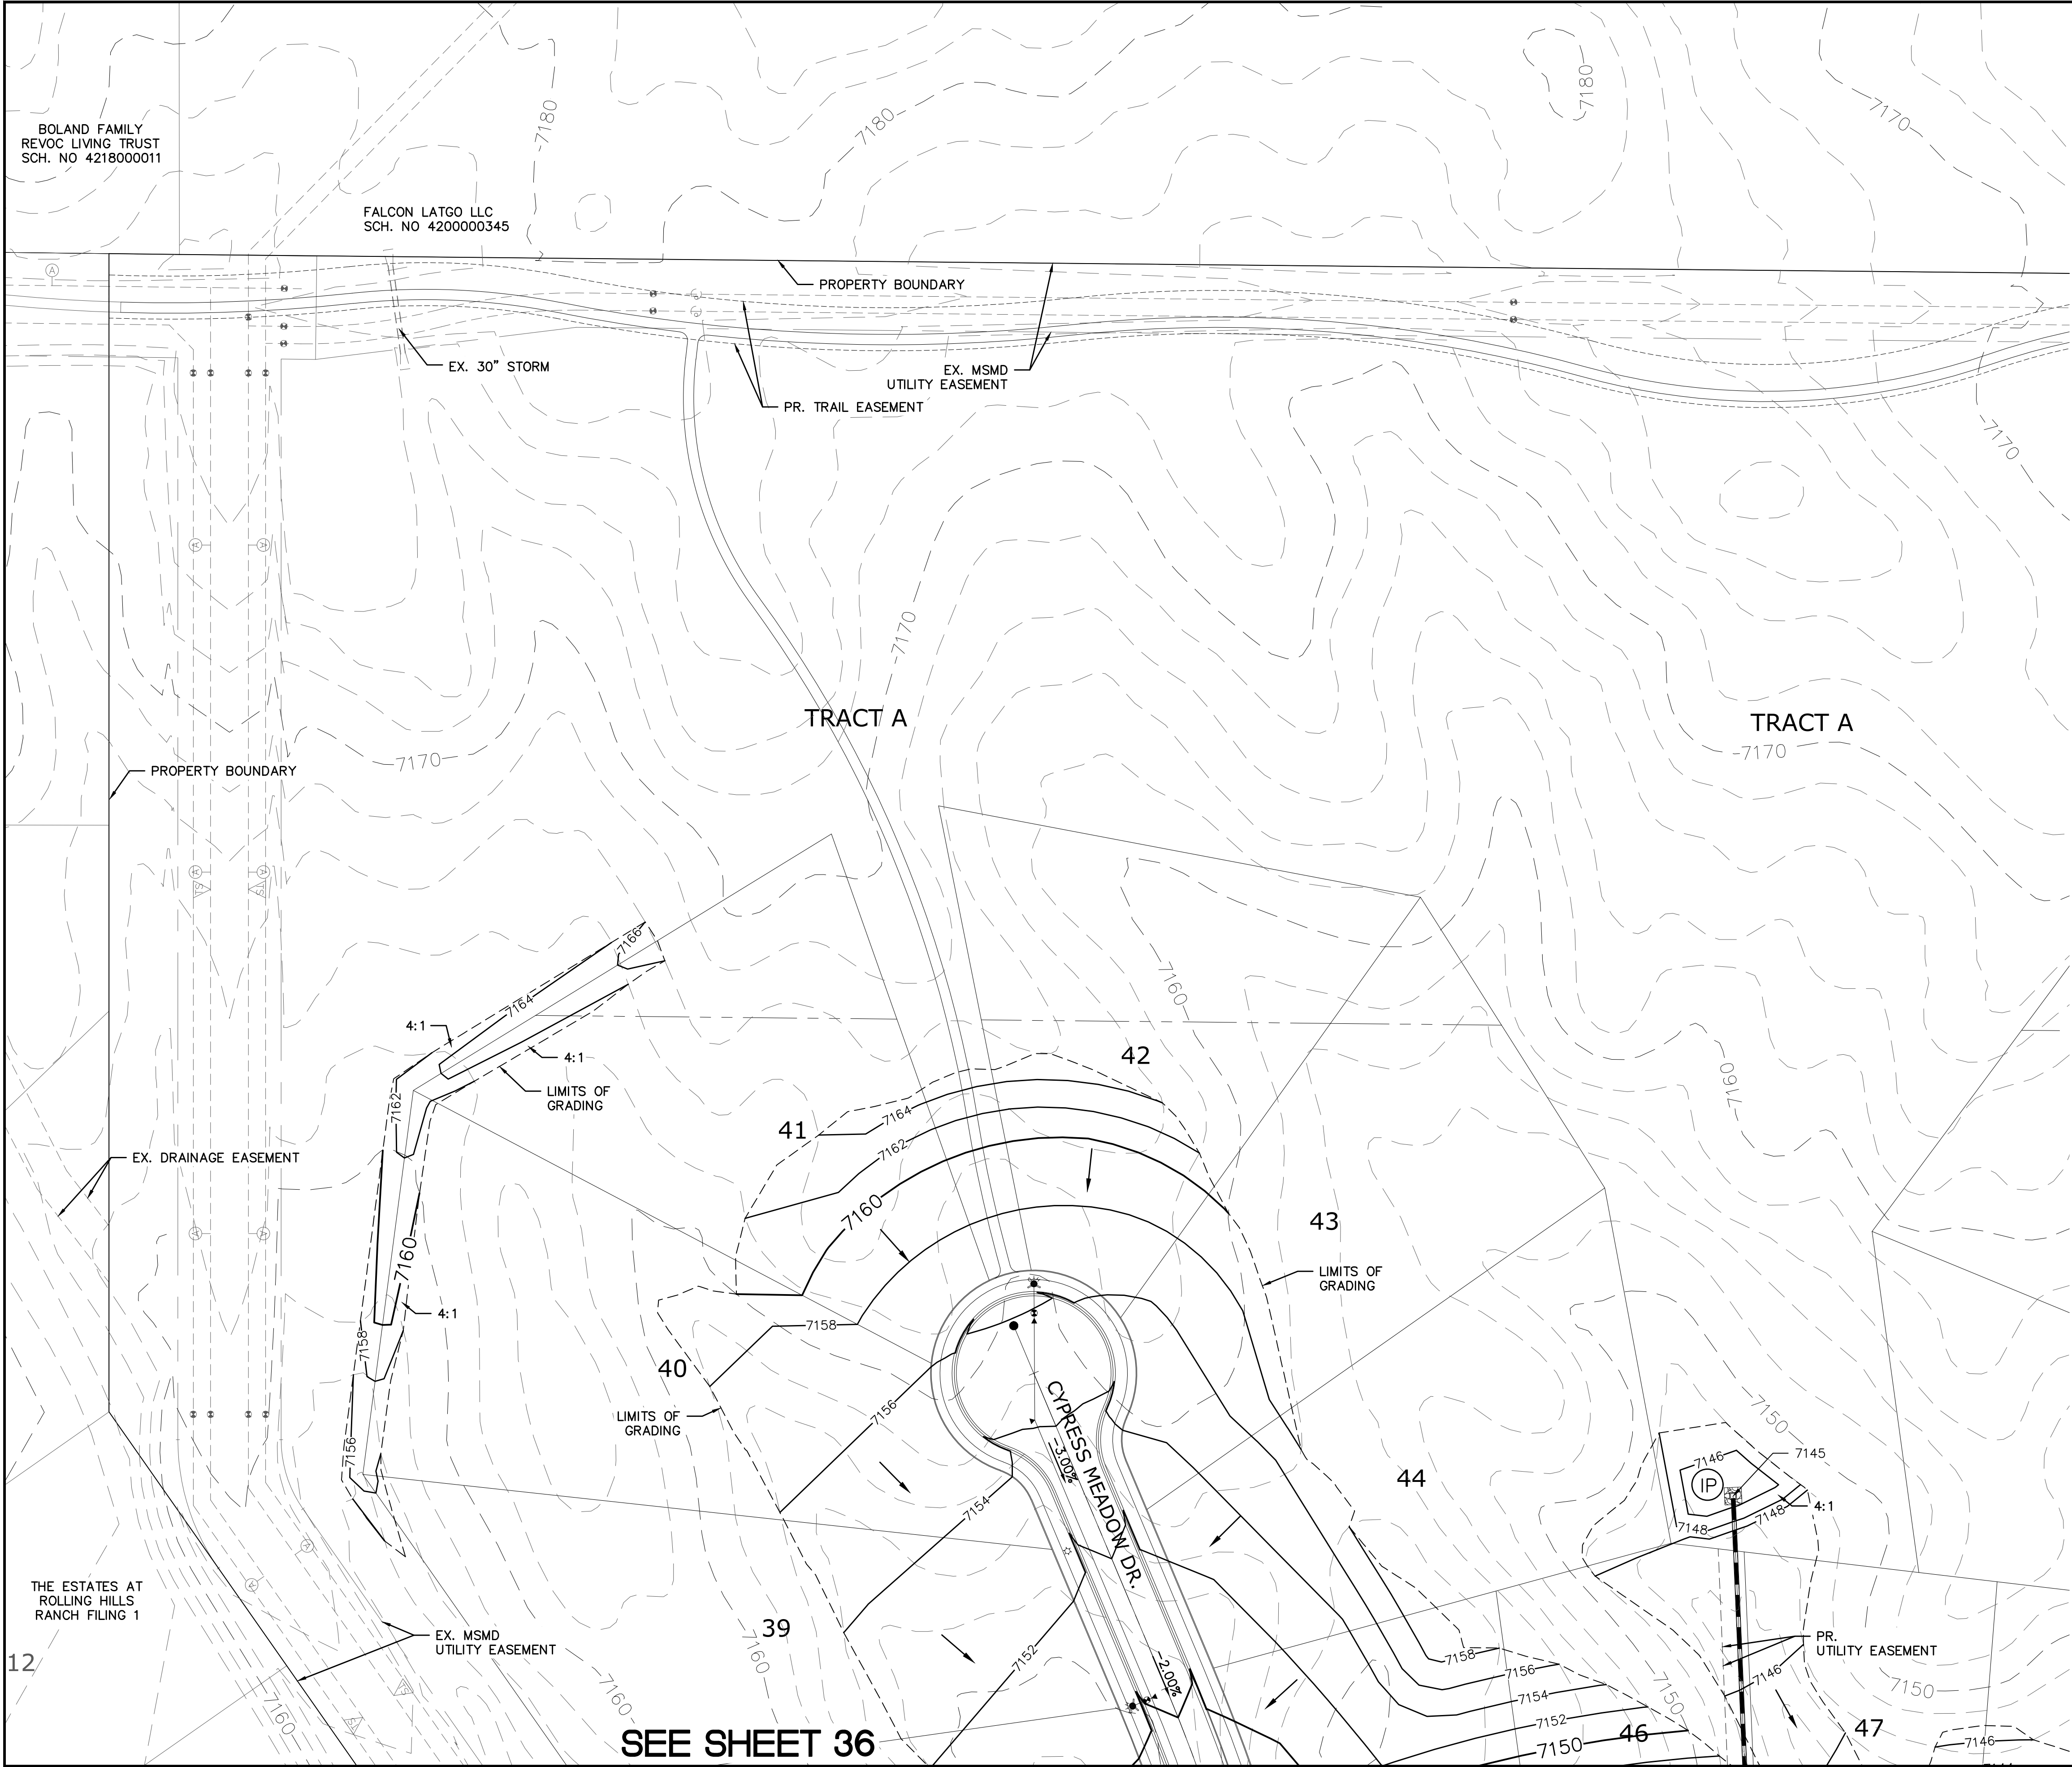 BOLAND FAMILY
REVOC LIVING TRUST
SCH. NO 4218000011
FALCON LATGO LLC
SCH. NO 4200000345
7180
7180
7180
7170
A
PROPERTY BOUNDARY
EX. 30" STORM
EX. MSMD
UTILITY EASEMENT
PR. TRAIL EASEMENT
7170
A
A
7170
TRACT A
TRACT A
7170
7170
PROPERTY BOUNDARY
A
A
ST
ST
7166
7164
7160
4:1
4:1
42
7162
LIMITS OF
GRADING
7160
41
7164
7162
EX. DRAINAGE EASEMENT
7160
43
A
A
7160
LIMITS OF
GRADING
4:1
7158
7158
40
CYPRESS MEADOW DR.
7156
LIMITS OF
GRADING
7150
7156
-3.00%
7146
7145
IP
44
7154
4:1
7148
7148
A
A
THE ESTATES AT
ROLLING HILLS
RANCH FILING 1
39
EX. MSMD
UTILITY EASEMENT
PR.
UTILITY EASEMENT
12
7160
7152
-2.00%
7158
7156
7146
7154
7150
7150
ST
ST
7160
7160
7152
46
47
SEE SHEET 36
7150
7146